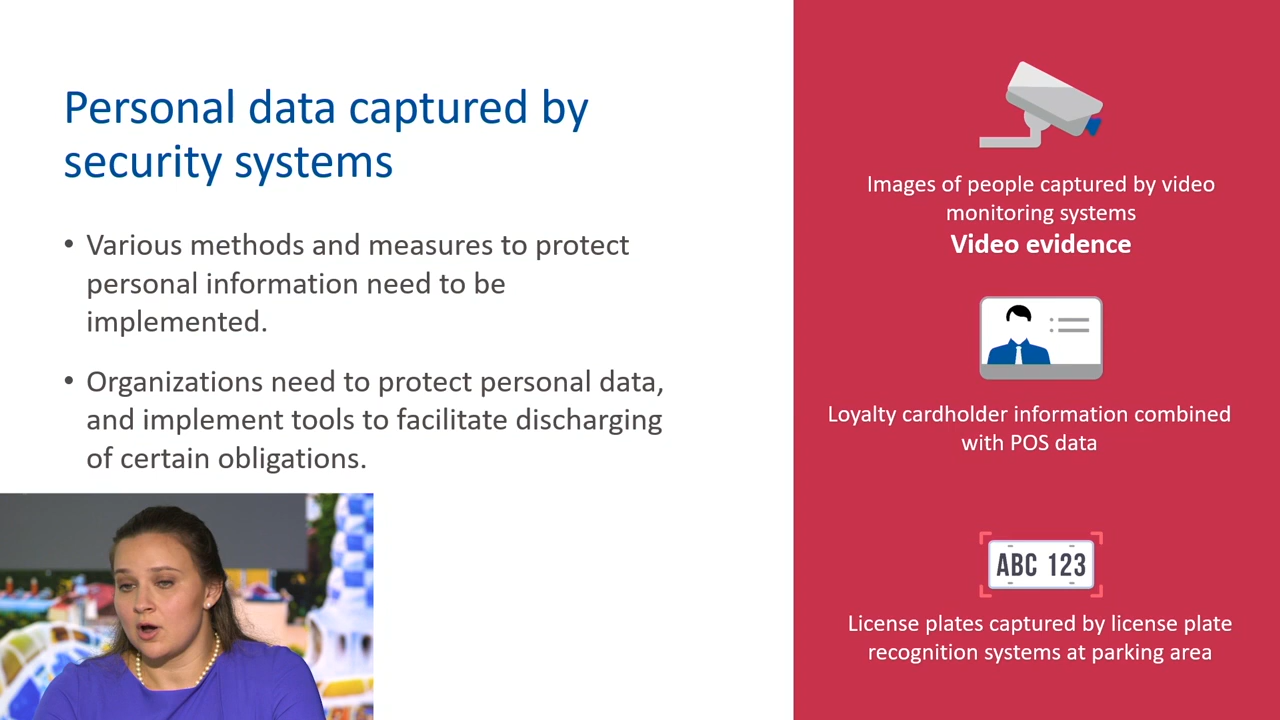 Personal data captured by
security systems
• Various methods and measures to protect
personal information need to be
implemented.
• Organizations need to protect personal data,
and implement tools to facilitate discharging
of certain obligations.
Images of people captured by video
monitoring systems
Video evidence
Loyalty cardholder information combined
with POS data
ABC 123
License plates captured by license plate
recognition systems at parking area